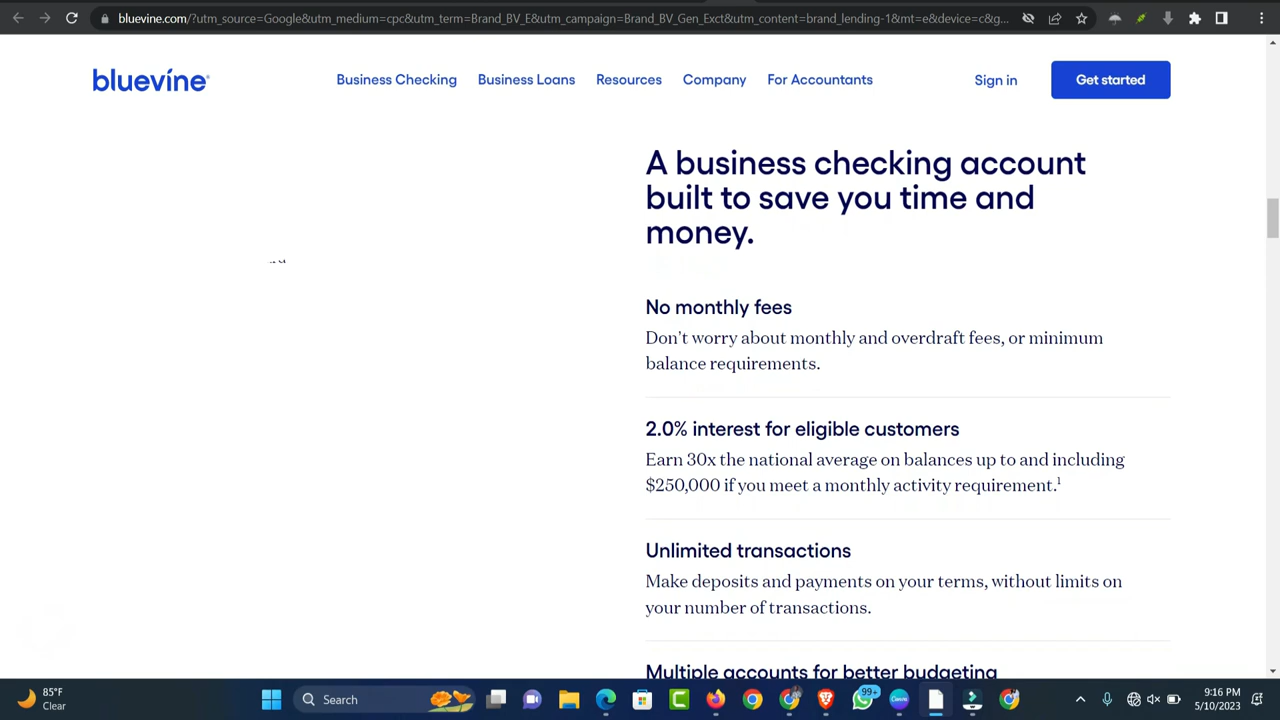 bluevine.com/?utm_source=Google&utm_medium=cpc&utm_term=Brand_BV_E&utm_campaign=Brand_BV_Gen_Exct&utm_content=brand_lending-1&mt=e&device=c&g...
bluevine
Business Checking
Business Loans
Resources
Company
For Accountants
Sign in
Get started
A business checking account
built to save you time and
money.
No monthly fees
Don't worry about monthly and overdraft fees, or minimum
balance requirements.
2.0% interest for eligible customers
Earn 30x the national average on balances up to and including
$250,000 if you meet a monthly activity requirement.¹
Unlimited transactions
Make deposits and payments on your terms, without limits on
your number of transactions.
Multiple accounts for better budgeting
85°F
Clear
Search
99+
9:16 PM
5/10/2023